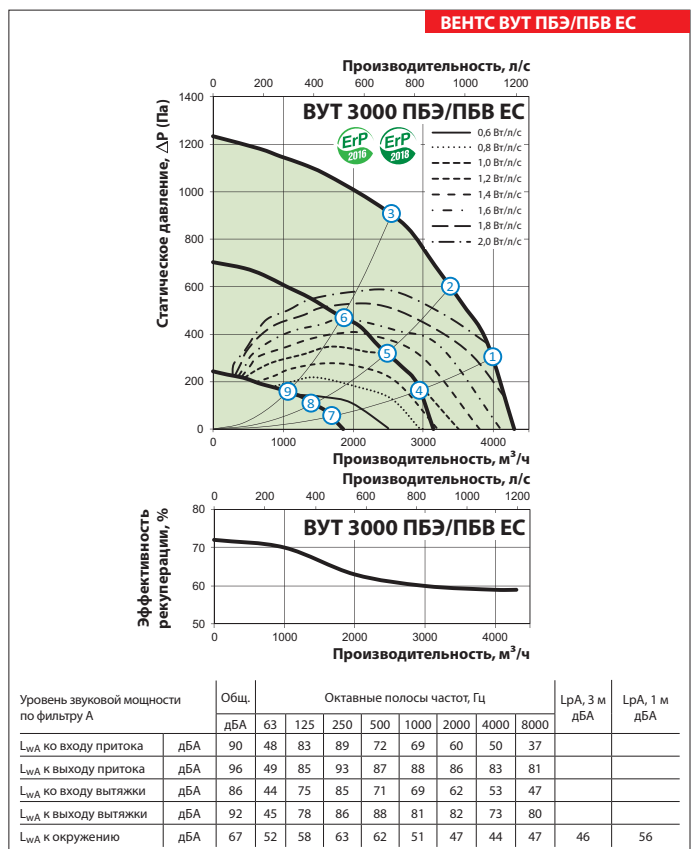 ВЕНТС ВУТ ПБЭ/ПБВ ЕС
Производительность, л/с
0 200 400 600 800 1000 1200
ВУТ 3000 ПБЭ/ПБВ ЕС
ErP 2016
ErP 2018
0,6 Вт/л/с
0,8 Вт/л/с
1,0 Вт/л/с
1,2 Вт/л/с
1,4 Вт/л/с
1,6 Вт/л/с
1,8 Вт/л/с
2,0 Вт/л/с
Статическое давление, △P (Па)
1400
1200
1000
800
600
400
200
0
3
2
1
6
5
4
9
8
7
0 1000 2000 3000 4000
Производительность, м³/ч
Производительность, л/с
0 200 400 600 800 1000 1200
ВУТ 3000 ПБЭ/ПБВ ЕС
Эффективность
рекуперации, %
80
70
60
50
0 1000 2000 3000 4000
Производительность, м³/ч
Уровень звуковой мощности по фильтру А Общ. Октавные полосы частот, Гц LpA, 3 м дБА LpA, 1 м дБА
дБА 63 125 250 500 1000 2000 4000 8000
LwA ко входу притока дБА 90 48 83 89 72 69 60 50 37
LwA к выходу притока дБА 96 49 85 93 87 88 86 83 81
LwA ко входу вытяжки дБА 86 44 75 85 71 69 62 53 47
LwA к выходу вытяжки дБА 92 45 78 86 88 81 82 73 80
LwA к окружению дБА 67 52 58 63 62 51 47 44 47 46 56